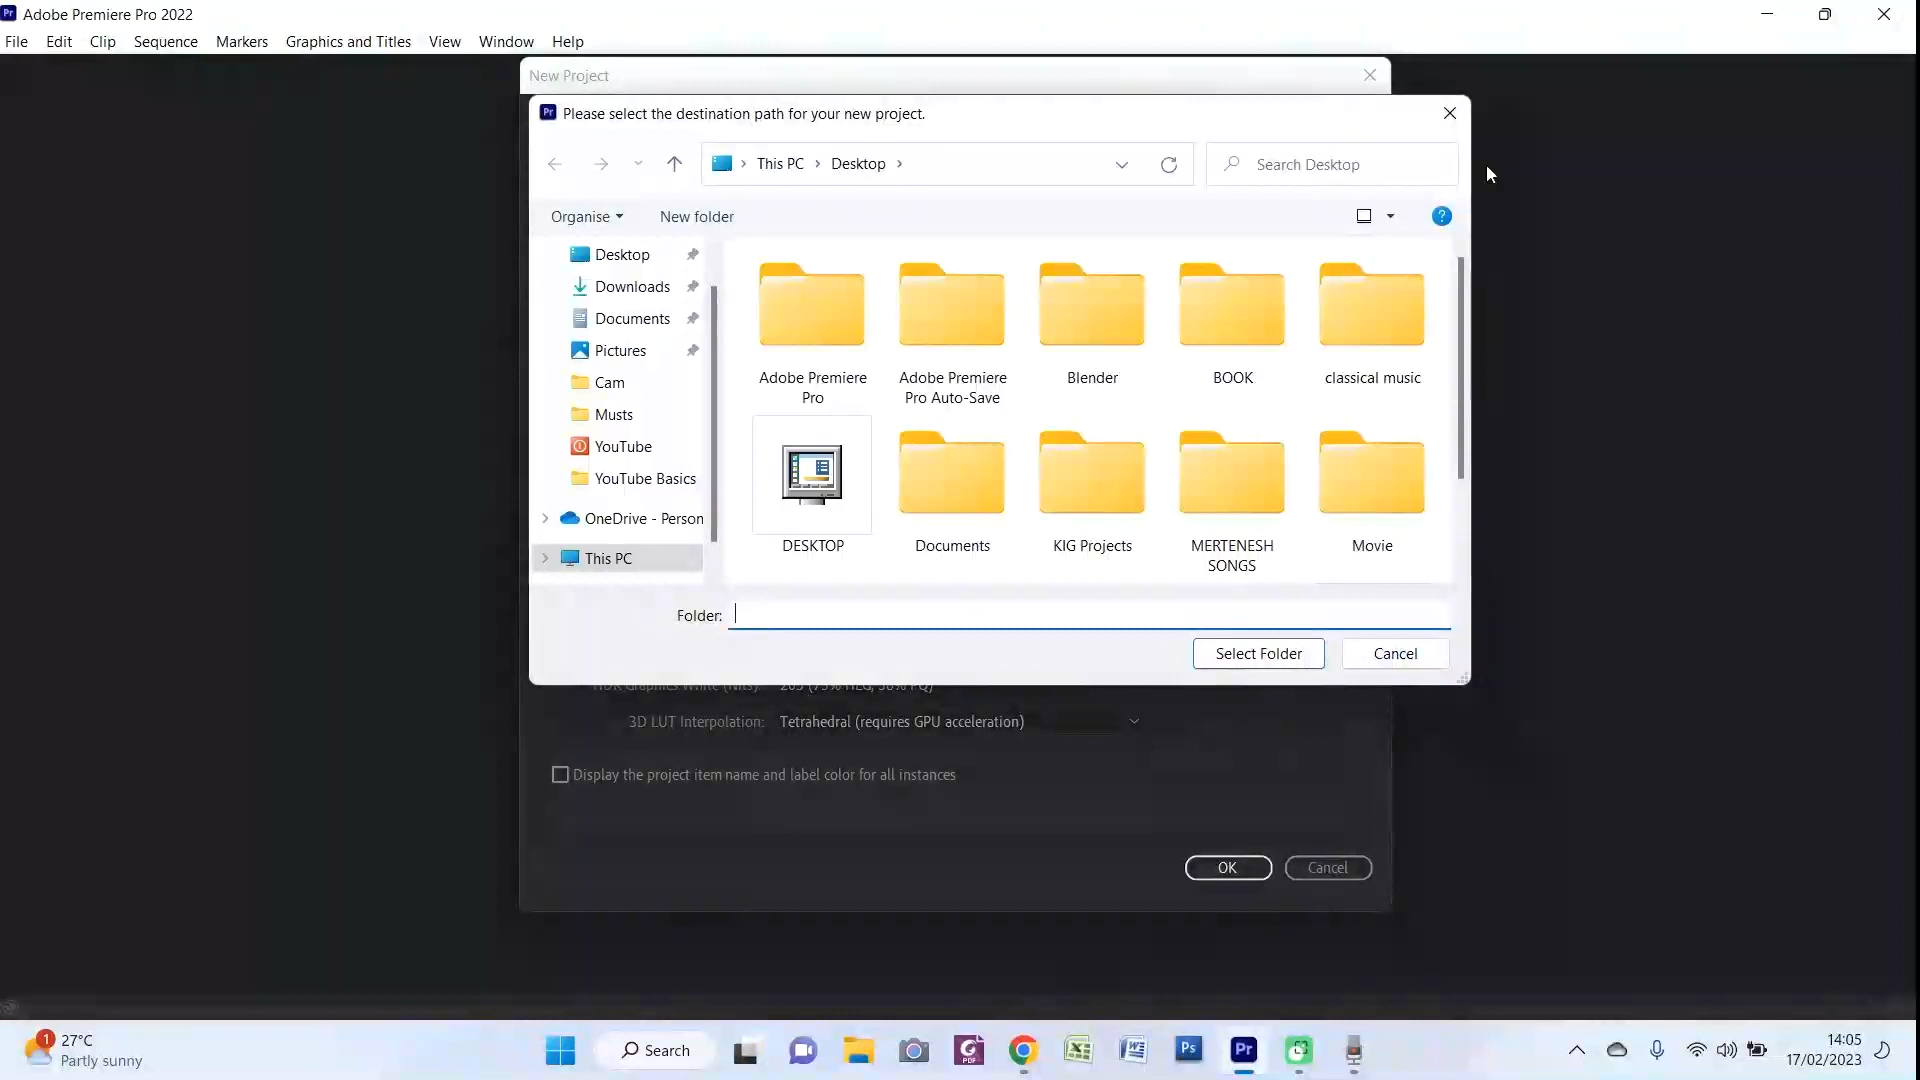 Adobe Premiere Pro 2022
File Edit Clip Sequence Markers Graphics and Titles View Window Help
New Project
Please select the destination path for your new project.
This PC Desktop
Search Desktop
Organise New folder
Desktop
Downloads
Documents
Pictures
Cam
Musts
YouTube
YouTube Basics
OneDrive - Person
This PC
Adobe Premiere
Pro
Adobe Premiere
Pro Auto-Save
Blender
BOOK
classical music
DESKTOP
Documents
KIG Projects
MERTENESH
SONGS
Movie
Folder:
Select Folder
Cancel
HDR Graphics White (Nits): 203 (75% HLG, 58% PQ)
3D LUT Interpolation: Tetrahedral (requires GPU acceleration)
Display the project item name and label color for all instances
OK Cancel
1
27°C
Partly sunny
Search
PDF
Ps
Pr
14:05
17/02/2023